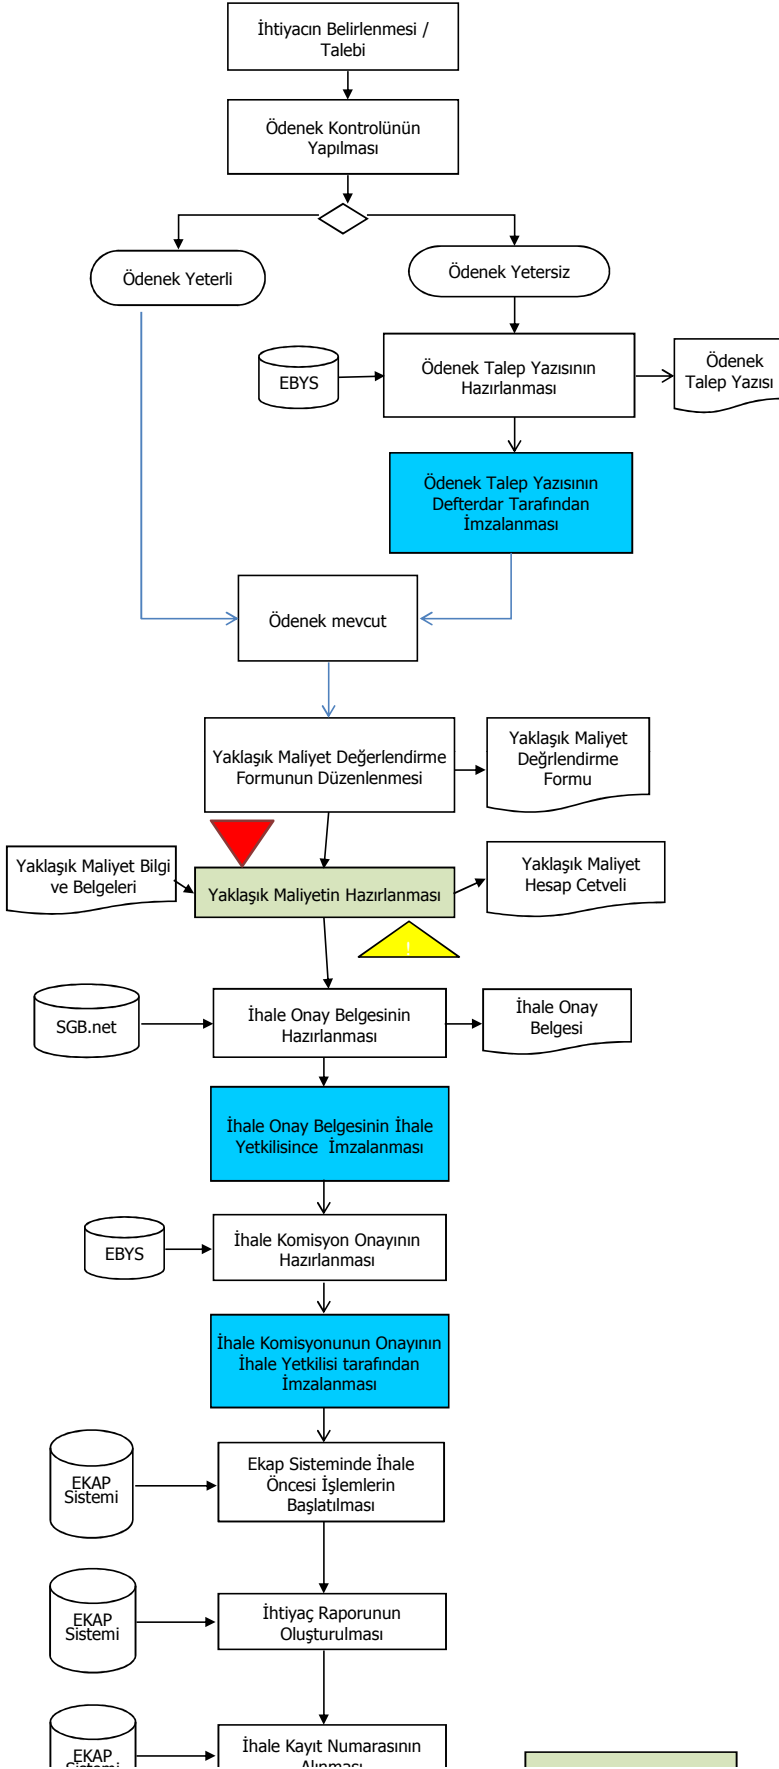 İhtiyacın Belirlenmesi /
Talebi
Ödenek Kontrolünün
Yapılması
Ödenek Yeterli
Ödenek Yetersiz
EBYS
Ödenek Talep Yazısının
Hazırlanması
Ödenek
Talep Yazısı
Ödenek Talep Yazısının
Defterdar Tarafından
İmzalanması
Ödenek mevcut
Yaklaşık Maliyet Değerlendirme
Formunun Düzenlenmesi
Yaklaşık Maliyet
Değrlendirme
Formu
Yaklaşık Maliyet Bilgi
ve Belgeleri
Yaklaşık Maliyetin Hazırlanması
Yaklaşık Maliyet
Hesap Cetveli
!
SGB.net
İhale Onay Belgesinin
Hazırlanması
İhale Onay
Belgesi
İhale Onay Belgesinin İhale
Yetkilisince İmzalanması
EBYS
İhale Komisyon Onayının
Hazırlanması
İhale Komisyonunun Onayının
İhale Yetkilisi tarafından
İmzalanması
EKAP
Sistemi
Ekap Sisteminde İhale
Öncesi İşlemlerin
Başlatılması
EKAP
Sistemi
İhtiyaç Raporunun
Oluşturulması
EKAP
Sistemi
İhale Kayıt Numarasının
Alınması